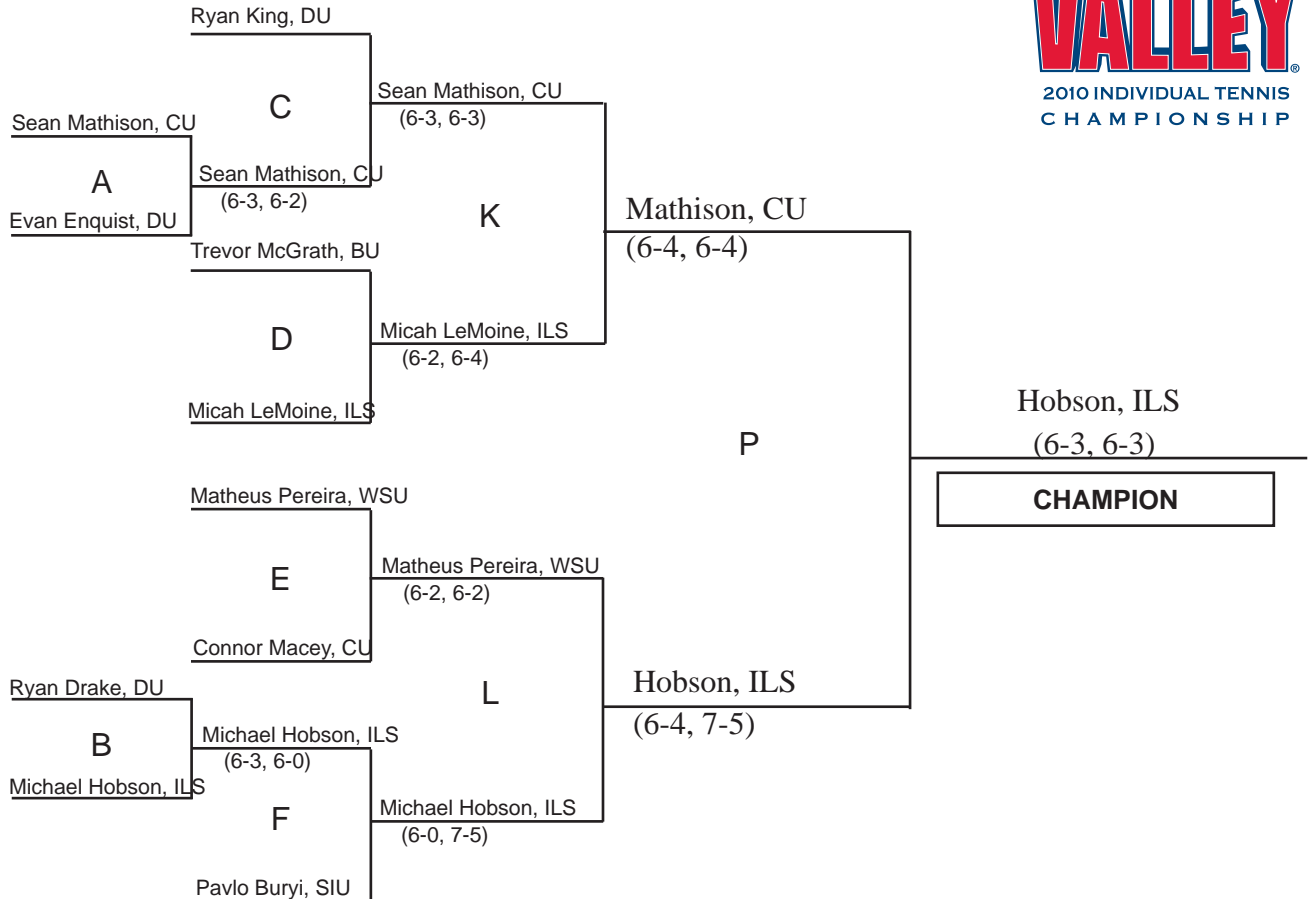 Ryan King, DU
VALLEY®
2010 INDIVIDUAL TENNIS
CHAMPIONSHIP
C
Sean Mathison, CU
(6-3, 6-3)
Sean Mathison, CU
A
Sean Mathison, CU
(6-3, 6-2)
Evan Enquist, DU
K
Mathison, CU
(6-4, 6-4)
Trevor McGrath, BU
D
Micah LeMoine, ILS
(6-2, 6-4)
Micah LeMoine, ILS
P
Hobson, ILS
(6-3, 6-3)
CHAMPION
Matheus Pereira, WSU
E
Matheus Pereira, WSU
(6-2, 6-2)
Connor Macey, CU
L
Hobson, ILS
(6-4, 7-5)
Ryan Drake, DU
B
Michael Hobson, ILS
(6-3, 6-0)
Michael Hobson, ILS
F
Michael Hobson, ILS
(6-0, 7-5)
Pavlo Buryi, SIU